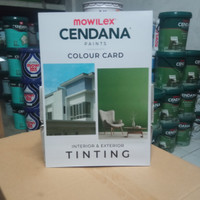 mowilex
CENDANA
PAINTS
COLOUR CARD
INTERIOR & EXTERIOR
TINTING